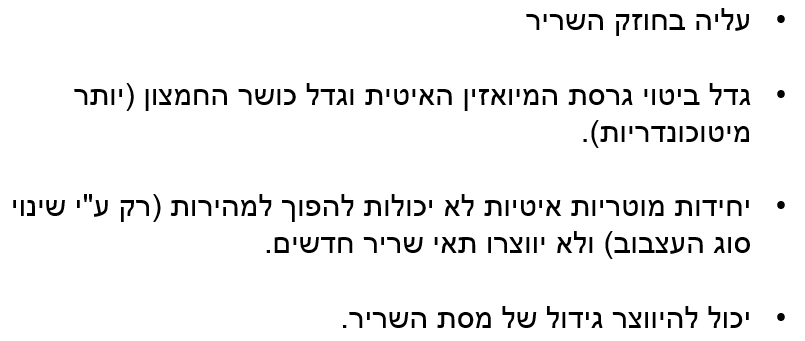 • עליה בחוזק השריר
• גדל ביטוי גרסת המיואזין האיטית וגדל כושר החמצון (יותר
מיטוכונדריות).
• יחידות מוטריות איטיות לא יכולות להפוך למהירות (רק ע"י שינוי
סוג העצבוב) ולא יווצרו תאי שריר חדשים.
• יכול להיווצר גידול של מסת השריר.